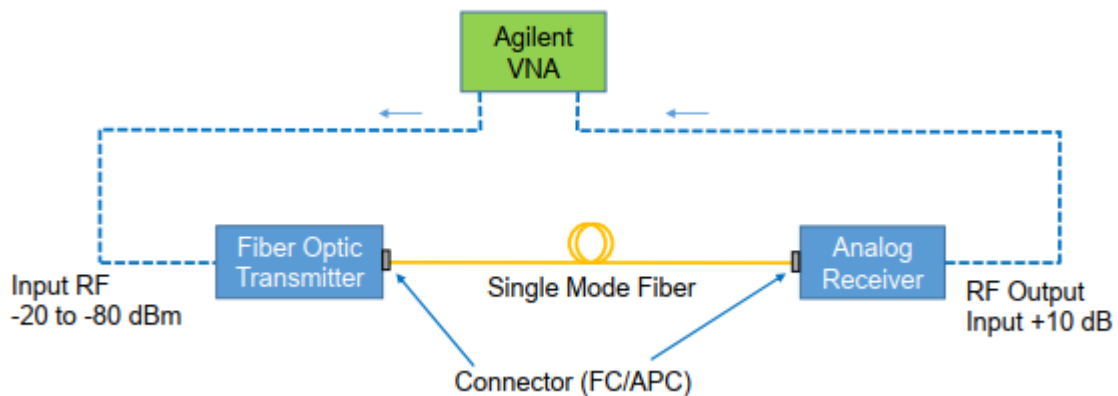 Agilent
VNA
Fiber Optic
Transmitter
Single Mode Fiber
Analog
Receiver
Input RF
-20 to -80 dBm
RF Output
Input +10 dB
Connector (FC/APC)